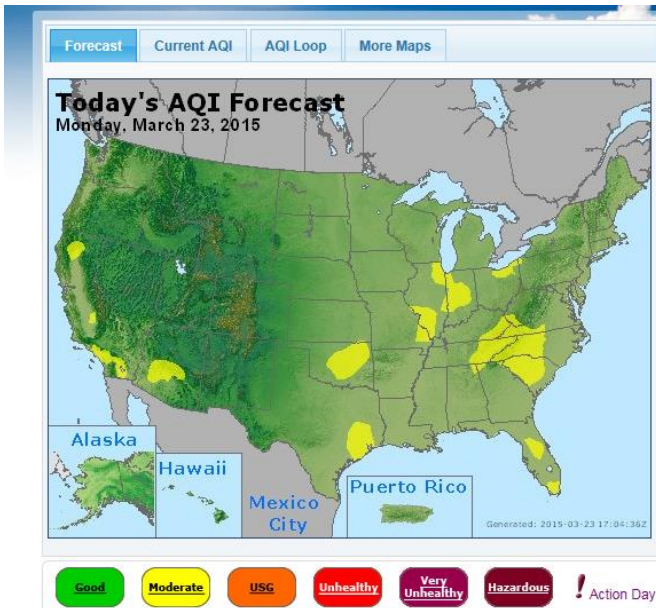 Forecast
Current AQI
AQI Loop
More Maps
Today's AQI Forecast
Monday, March 23, 2015
Alaska
Hawaii
Mexico
City
Puerto Rico
Generated: 2015-03-23 17:04:36Z
Good
Moderate
USG
Unhealthy
Very
Unhealthy
Hazardous
! Action Day